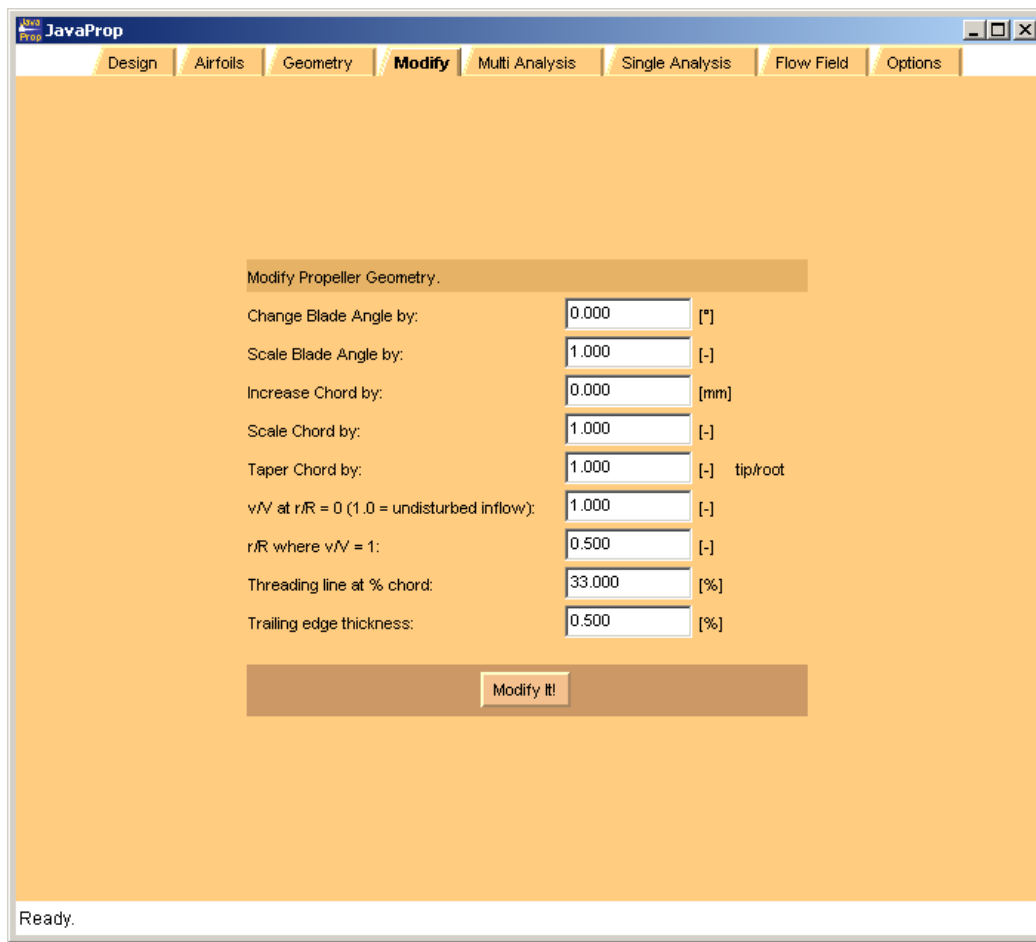 Java Prop JavaProp
Design Airfoils Geometry Modify Multi Analysis Single Analysis Flow Field Options
Modify Propeller Geometry.
Change Blade Angle by: 0.000 [°]
Scale Blade Angle by: 1.000 [-]
Increase Chord by: 0.000 [mm]
Scale Chord by: 1.000 [-]
Taper Chord by: 1.000 [-] tip/root
v/V at r/R = 0 (1.0 = undisturbed inflow): 1.000 [-]
r/R where v/V = 1: 0.500 [-]
Threading line at % chord: 33.000 [%]
Trailing edge thickness: 0.500 [%]
Modify It!
Ready.